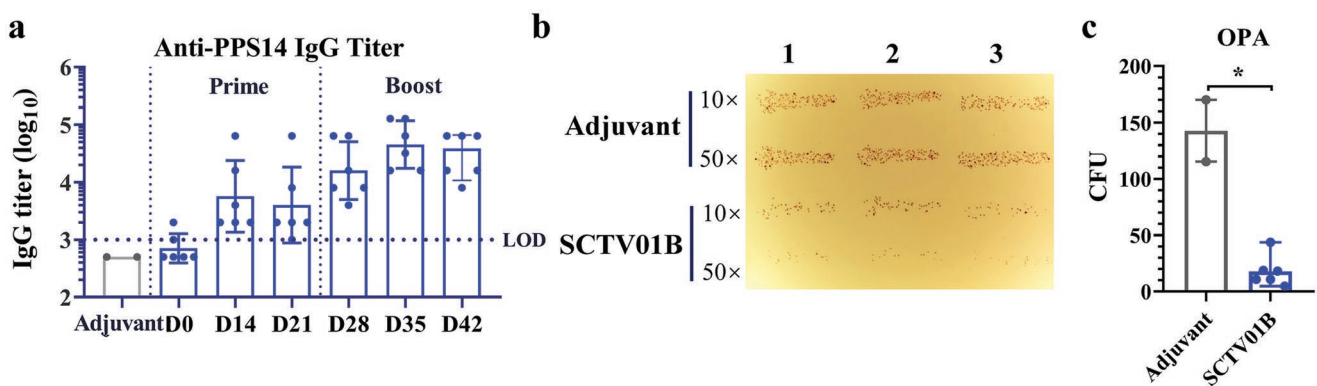 a
Anti-PPS14 IgG Titer
IgG titer (log10)
6
5
4
3
2
Prime
Boost
LOD
Adjuvant D0 D14 D21 D28 D35 D42
b
1 2 3
Adjuvant
10×
50×
SCTV01B
10×
50×
c
OPA
CFU
200
150
100
50
0
*
Adjuvant
SCTV01B